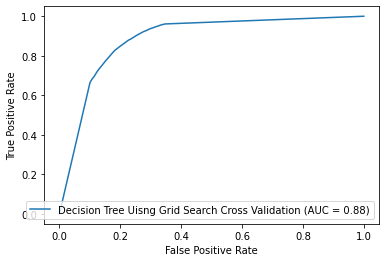 1.0
0.8
0.6
0.4
0.2
0.0
True Positive Rate
Decision Tree Uisng Grid Search Cross Validation (AUC = 0.88)
0.0 0.2 0.4 0.6 0.8 1.0
False Positive Rate